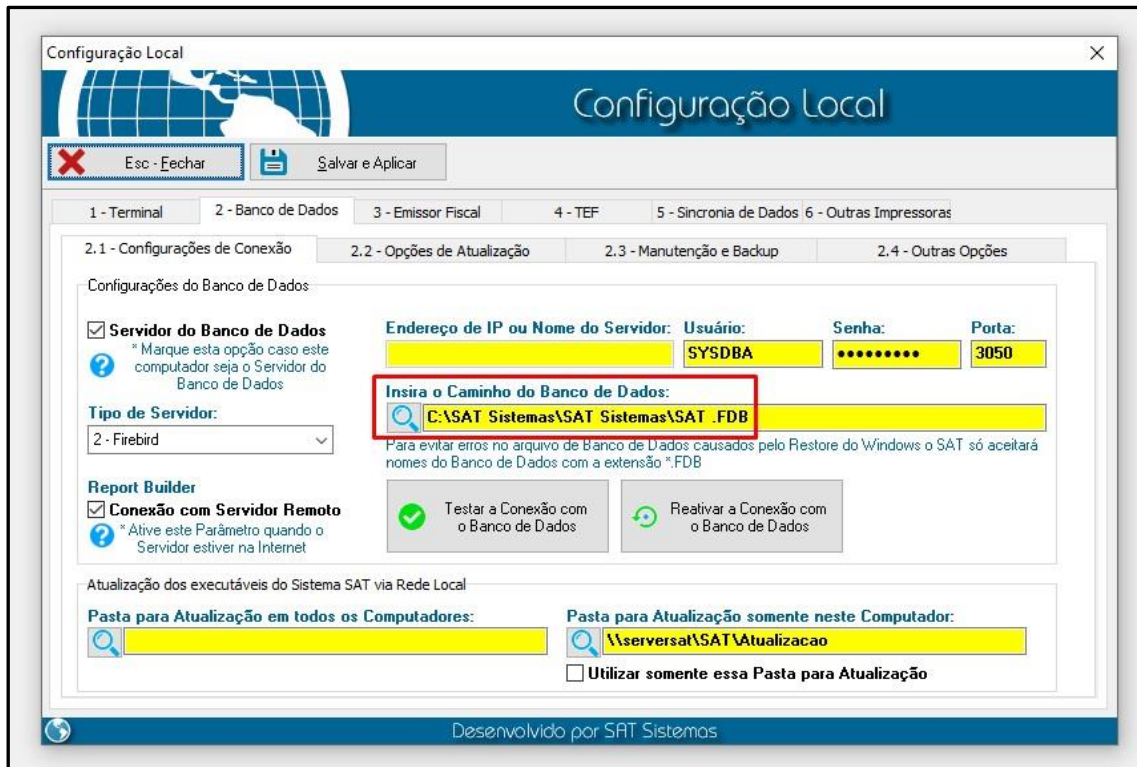 Configuração Local
Configuração Local
Esc - Fechar
Salvar e Aplicar
1 - Terminal
2 - Banco de Dados
3 - Emissor Fiscal
4 - TEF
5 - Sincronia de Dados
6 - Outras Impressoras
2.1 - Configurações de Conexão
2.2 - Opções de Atualização
2.3 - Manutenção e Backup
2.4 - Outras Opções
Configurações do Banco de Dados
Servidor do Banco de Dados
* Marque esta opção caso este
computador seja o Servidor do
Banco de Dados
Tipo de Servidor:
2 - Firebird
Report Builder
Conexão com Servidor Remoto
* Ative este Parâmetro quando o
Servidor estiver na Internet
Endereço de IP ou Nome do Servidor:
Usuário:
SYSDBA
Senha:
•••••••••
Porta:
3050
Insira o Caminho do Banco de Dados:
C:\SAT Sistemas\SAT Sistemas\SAT .FDB
Para evitar erros no arquivo de Banco de Dados causados pelo Restore do Windows o SAT só aceitará
nomes do Banco de Dados com a extensão *.FDB
Testar a Conexão com
o Banco de Dados
Reativar a Conexão com
o Banco de Dados
Atualização dos executáveis do Sistema SAT via Rede Local
Pasta para Atualização em todos os Computadores:
Pasta para Atualização somente neste Computador:
\\serversat\SAT\Atualizacao
Utilizar somente essa Pasta para Atualização
Desenvolvido por SAT Sistemas